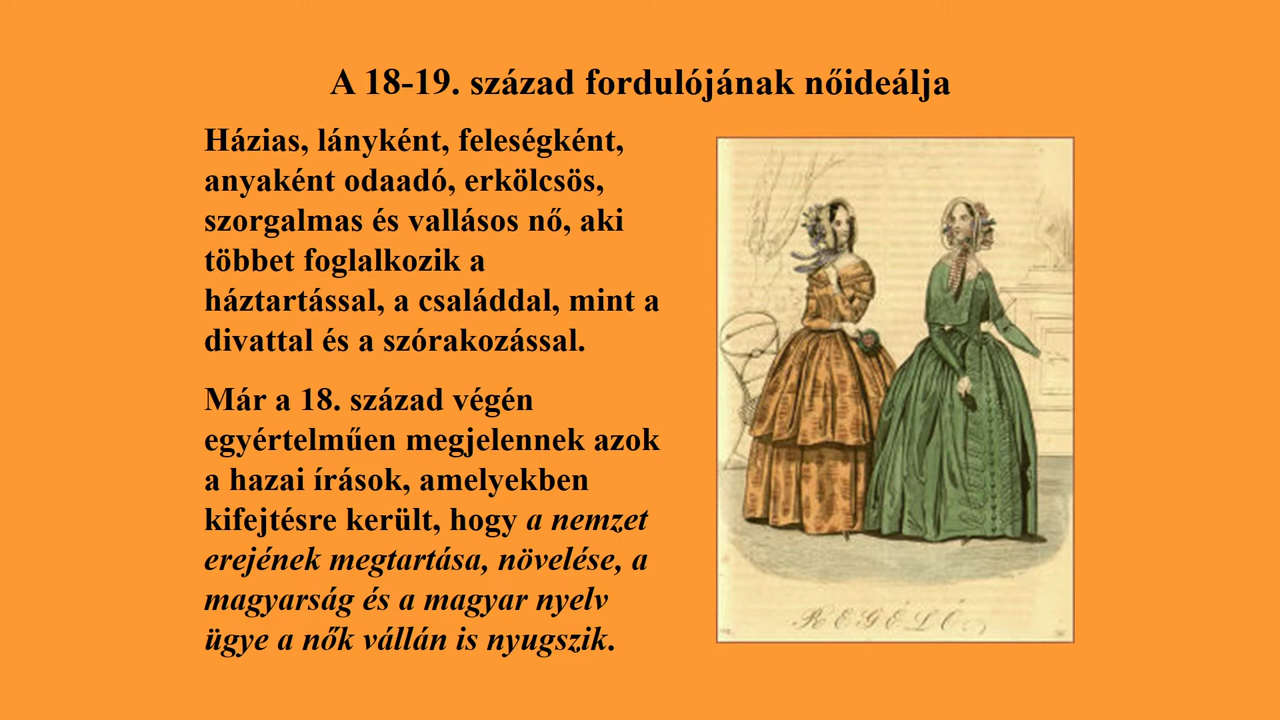 A 18-19. század fordulójának nőideálja
Házias, lányként, feleségként,
anyaként odaadó, erkölcsös,
szorgalmas és vallásos nő, aki
többet foglalkozik a
háztartással, a családdal, mint a
divattal és a szórakozással.
Már a 18. század végén
egyértelműen megjelennek azok
a hazai írások, amelyekben
kifejtésre került, hogy a nemzet
erejének megtartása, növelése, a
magyarság és a magyar nyelv
ügye a nők vállán is nyugszik.
REGÉLŐ